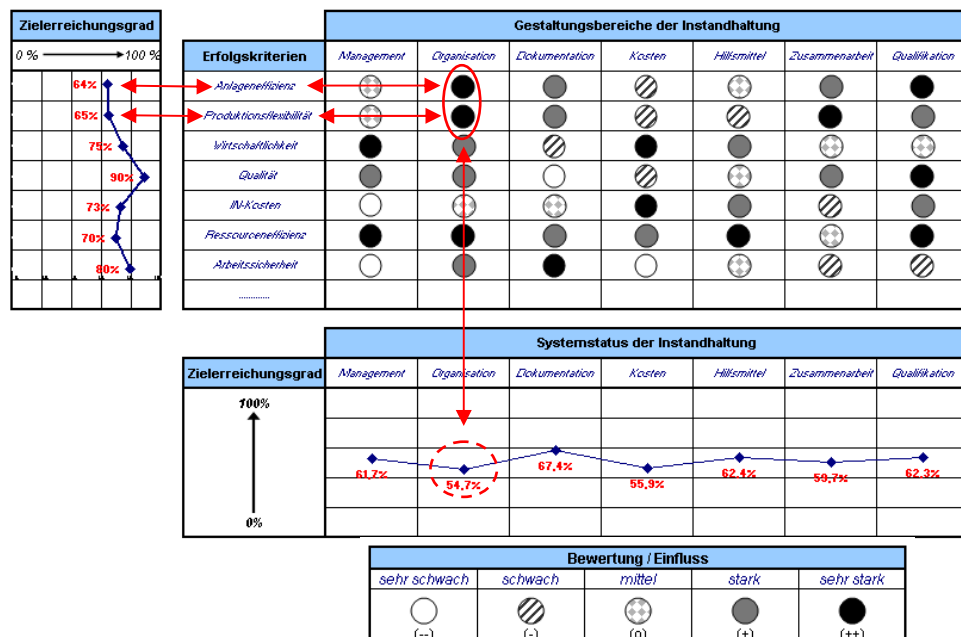 Zielerreichungsgrad
0 % 100 %
64%
65%
75%
90%
73%
70%
80%
Gestaltungsbereiche der Instandhaltung
Erfolgskriterien Management Organisation Dokumentation Kosten Hilfsmittel Zusammenarbeit Qualifikation
Anlageneffizienz
Produktionsflexibilität
Wirtschaftlichkeit
Qualität
IN-Kosten
Ressourceneffizienz
Arbeitssicherheit
............
Systemstatus der Instandhaltung
Zielerreichungsgrad Management Organisation Dokumentation Kosten Hilfsmittel Zusammenarbeit Qualifikation
100%
61,7% 54,7% 67,4% 55,9% 62,4% 59,7% 62,3%
0%
Bewertung / Einfluss
sehr schwach schwach mittel stark sehr stark
(--) (-) (o) (+) (++)